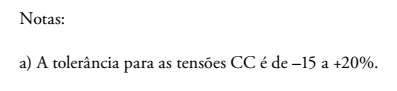 Notas:
a) A tolerância para as tensões CC é de –15 a +20%.